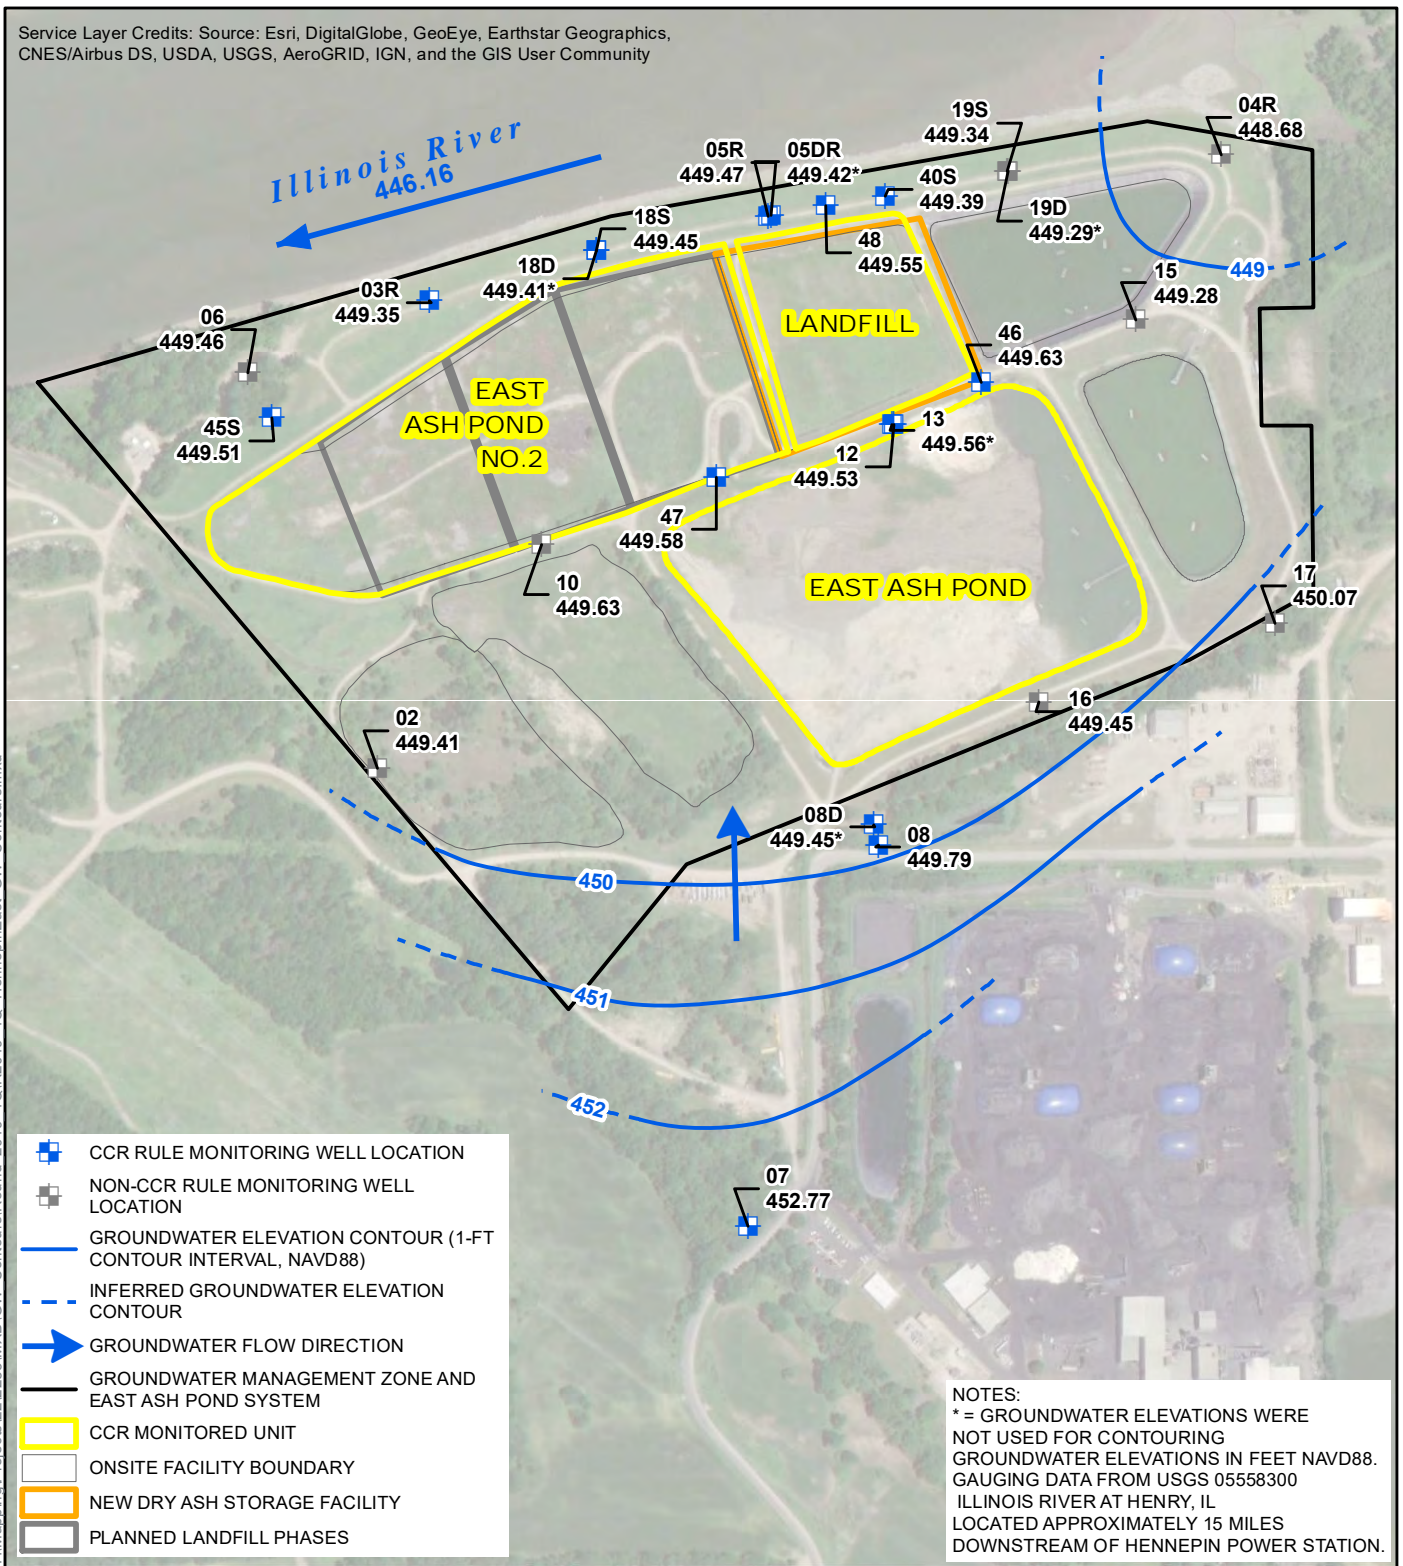 Service Layer Credits: Source: Esri, DigitalGlobe, GeoEye, Earthstar Geographics,
CNES/Airbus DS, USDA, USGS, AeroGRID, IGN, and the GIS User Community
Illinois River
446.16
19S
449.34
04R
448.68
05R
449.47
05DR
449.42*
40S
449.39
19D
449.29*
18S
449.45
48
449.55
18D
449.41*
449
15
449.28
03R
449.35
06
449.46
LANDFILL
46
449.63
EAST
ASH POND
NO.2
45S
449.51
13
449.56*
12
449.53
47
449.58
10
449.63
EAST ASH POND
17
450.07
16
449.45
02
449.41
08D
449.45*
08
449.79
450
451
452
07
452.77
CCR RULE MONITORING WELL LOCATION
NON-CCR RULE MONITORING WELL
LOCATION
GROUNDWATER ELEVATION CONTOUR (1-FT
CONTOUR INTERVAL, NAVD88)
INFERRED GROUNDWATER ELEVATION
CONTOUR
GROUNDWATER FLOW DIRECTION
GROUNDWATER MANAGEMENT ZONE AND
EAST ASH POND SYSTEM
CCR MONITORED UNIT
ONSITE FACILITY BOUNDARY
NEW DRY ASH STORAGE FACILITY
PLANNED LANDFILL PHASES
NOTES:
* = GROUNDWATER ELEVATIONS WERE
NOT USED FOR CONTOURING
GROUNDWATER ELEVATIONS IN FEET NAVD88.
GAUGING DATA FROM USGS 05558300
ILLINOIS RIVER AT HENRY, IL
LOCATED APPROXIMATELY 15 MILES
DOWNSTREAM OF HENNEPIN POWER STATION.